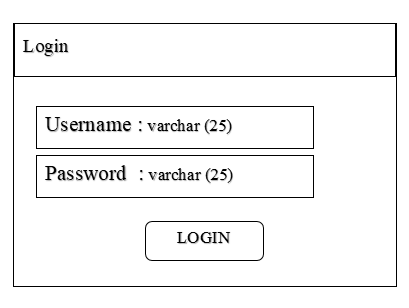 Login
Username : varchar (25)
Password : varchar (25)
LOGIN